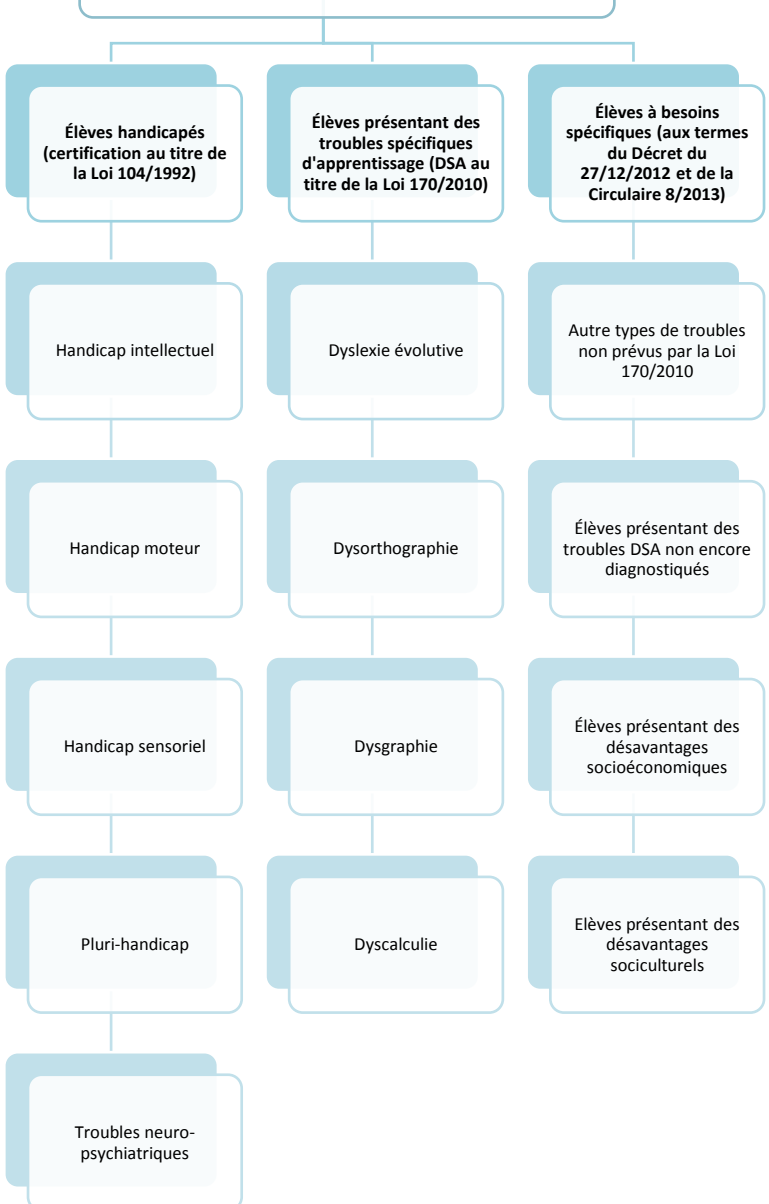 Élèves handicapés
(certification au titre de
la Loi 104/1992)
Handicap intellectuel
Handicap moteur
Handicap sensoriel
Pluri-handicap
Troubles neuro-
psychiatriques
Élèves présentant des
troubles spécifiques
d'apprentissage (DSA au
titre de la Loi 170/2010)
Dyslexie évolutive
Dysorthographie
Dysgraphie
Dyscalculie
Élèves à besoins
spécifiques (aux termes
du Décret du
27/12/2012 et de la
Circulaire 8/2013)
Autre types de troubles
non prévus par la Loi
170/2010
Élèves présentant des
troubles DSA non encore
diagnostiqués
Élèves présentant des
désavantages
socioéconomiques
Elèves présentant des
désavantages
sociculturels